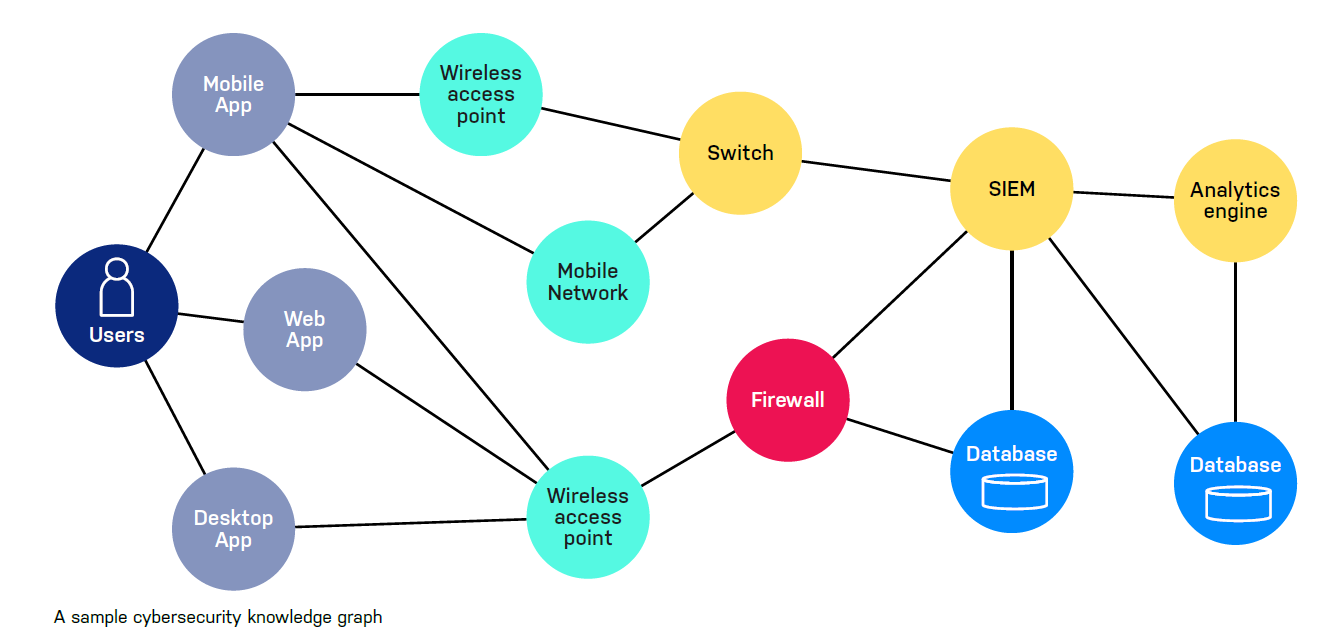 Mobile
App
Wireless
access
point
Switch
SIEM
Analytics
engine
Mobile
Network
Users
Web
App
Firewall
Database
Database
Desktop
App
Wireless
access
point
A sample cybersecurity knowledge graph